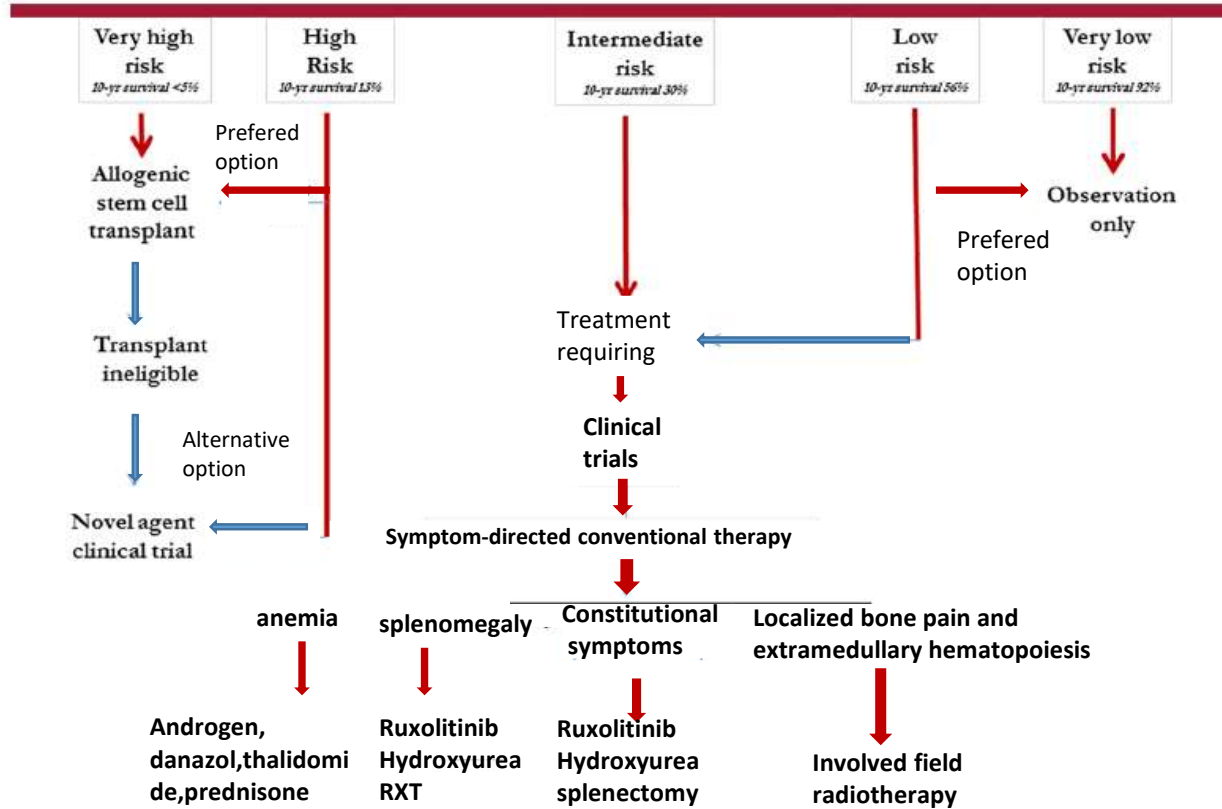 Very high
risk
10-yr survival <5%
High
Risk
10-yr survival 13%
Intermediate
risk
10-yr survival 30%
Low
risk
10-yr survival 56%
Very low
risk
10-yr survival 92%
Prefered
option
Allogenic
stem cell
transplant
Observation
only
Prefered
option
Treatment
requiring
Transplant
ineligible
Clinical
trials
Alternative
option
Novel agent
clinical trial
Symptom-directed conventional therapy
anemia
splenomegaly
Constitutional
symptoms
Localized bone pain and
extramedullary hematopoiesis
Androgen,
danazol,thalidomi
de,prednisone
Ruxolitinib
Hydroxyurea
RXT
Ruxolitinib
Hydroxyurea
splenectomy
Involved field
radiotherapy